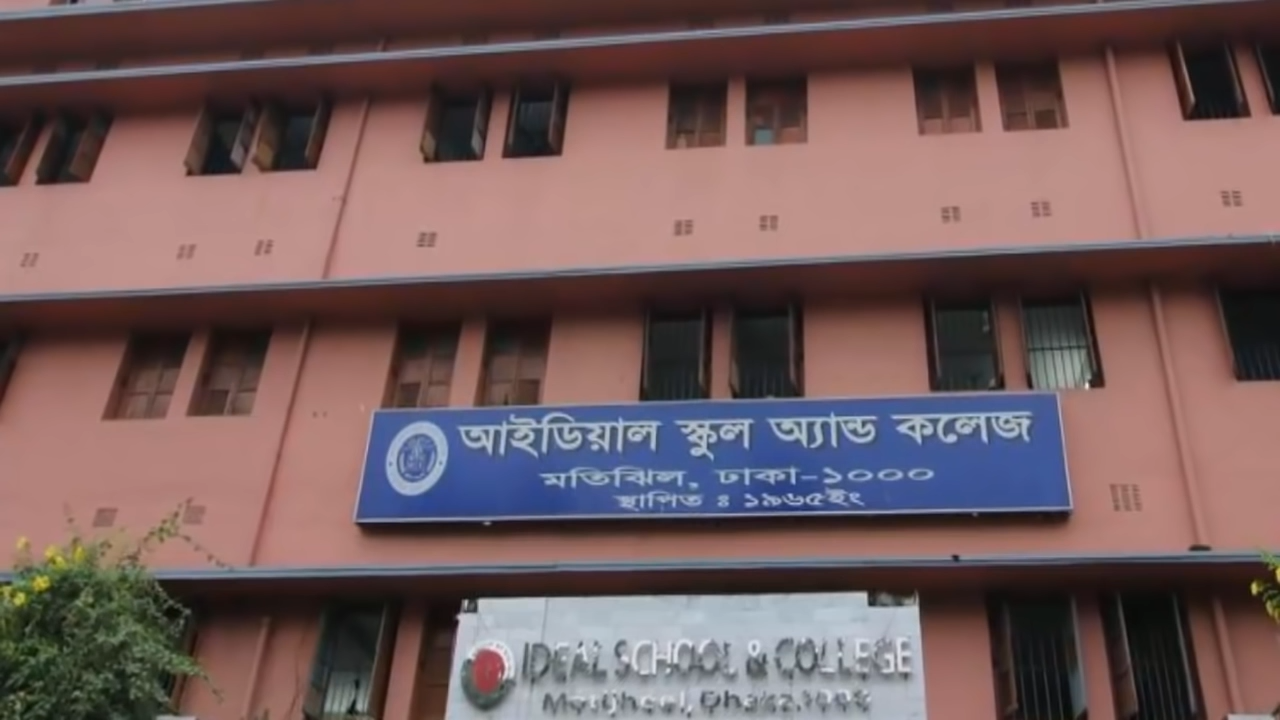 আইডিয়াল স্কুল অ্যান্ড কলেজ
মতিঝিল, ঢাকা-১০০০
স্থাপিত ঃ ১৯৬৫ইং
IDEAL SCHOOL & COLLEGE
Motijheel, Dhaka.